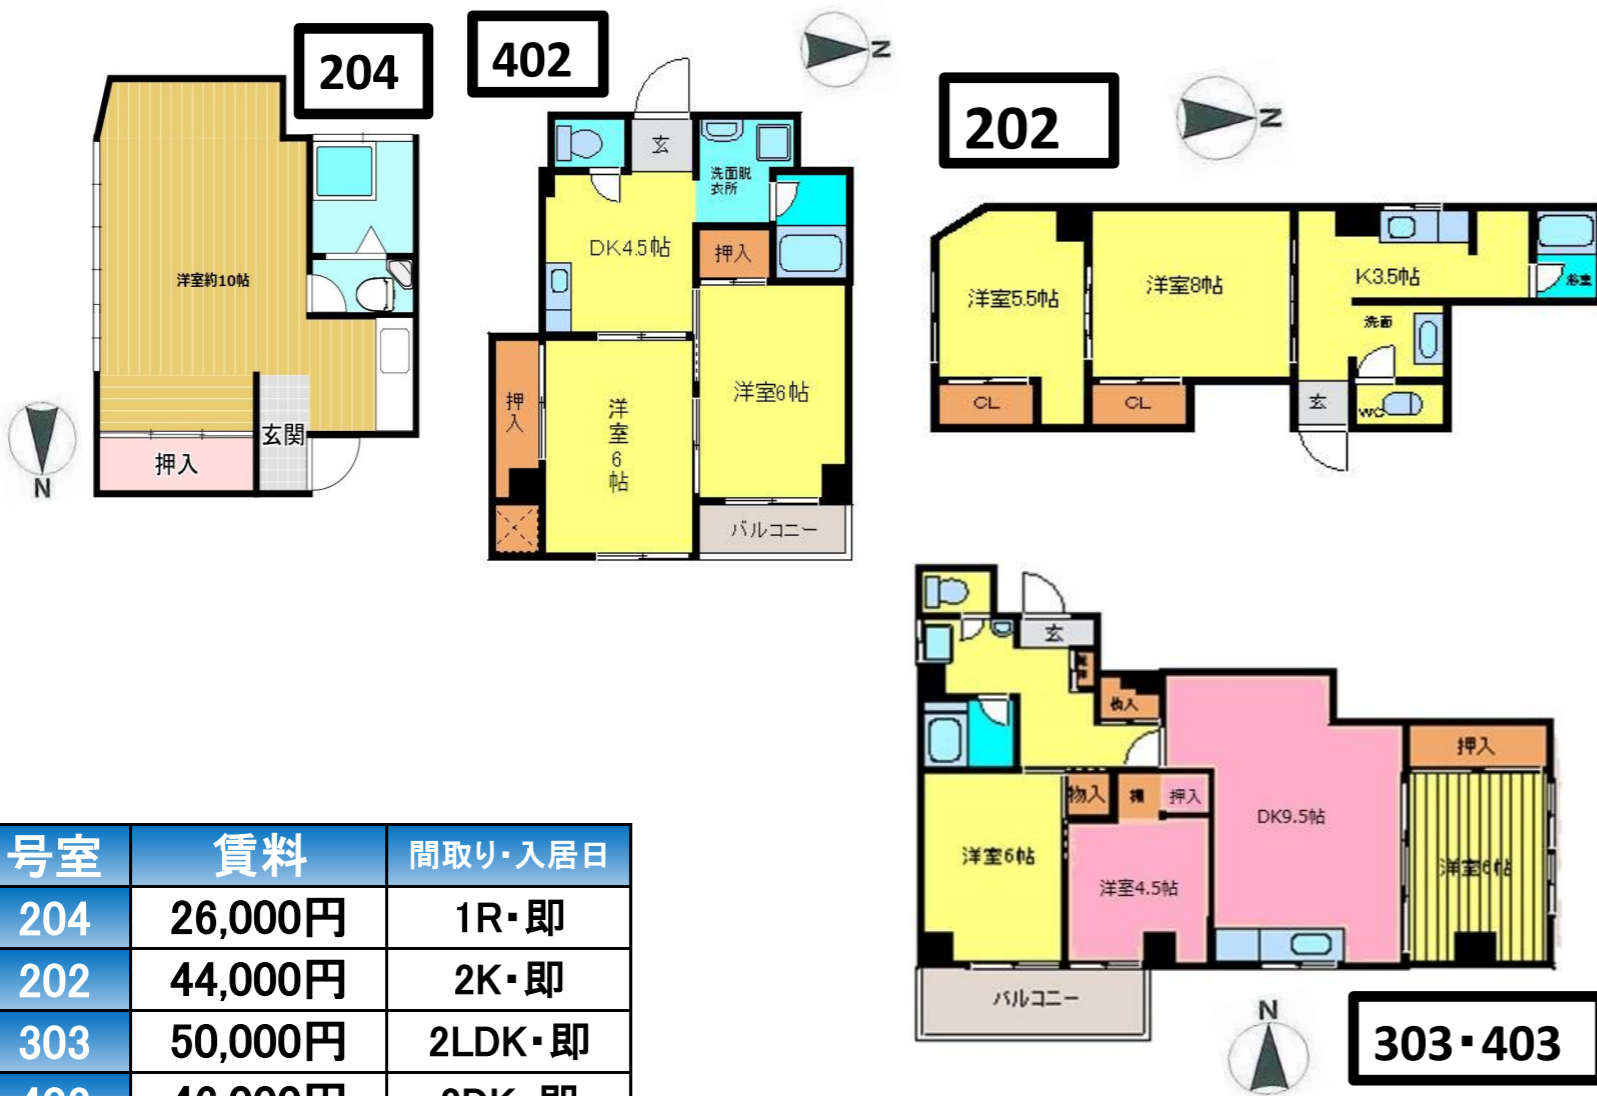 204
洋室約10帖
玄関
押入
N
402
N
玄
洗面脱
衣所
DK4.5帖
押入
押入
洋室6帖
洋室6帖
バルコニー
202
N
洋室5.5帖
洋室8帖
K3.5帖
浴室
洗面
CL
CL
玄
WC
玄
物入
押入
DK9.5帖
物入
棚
押入
洋室6帖
洋室4.5帖
洋室6帖
バルコニー
N
303・403
号室 賃料 間取り・入居日
204 26,000円 1R・即
202 44,000円 2K・即
303 50,000円 2LDK・即